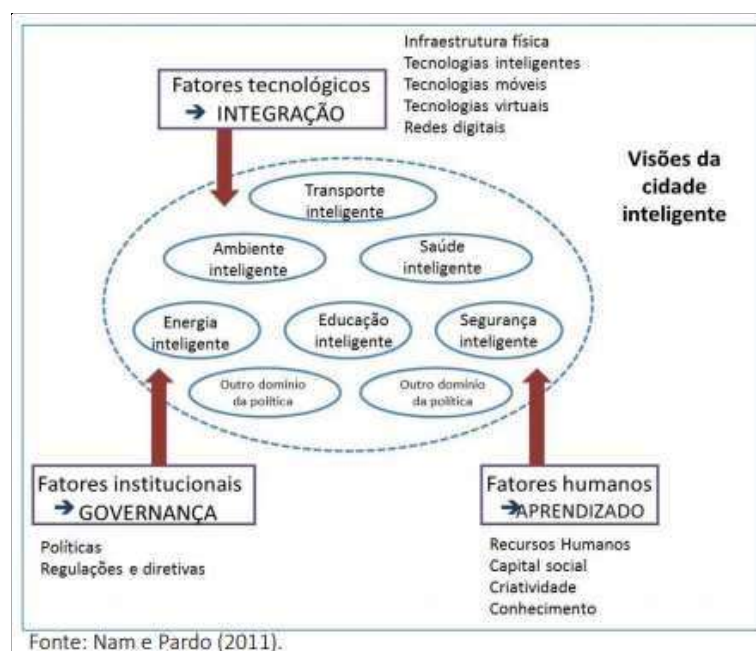 Infraestrutura física
Tecnologias inteligentes
Tecnologias móveis
Tecnologias virtuais
Redes digitais
Fatores tecnológicos
➔ INTEGRAÇÃO
Visões da
cidade
inteligente
Transporte
inteligente
Ambiente
inteligente
Saúde
inteligente
Energia
inteligente
Educação
inteligente
Segurança
inteligente
Outro domínio
da política
Outro domínio
da política
Fatores institucionais
➔ GOVERNANÇA
Políticas
Regulações e diretivas
Fatores humanos
➔ APRENDIZADO
Recursos Humanos
Capital social
Criatividade
Conhecimento
Fonte: Nam e Pardo (2011).